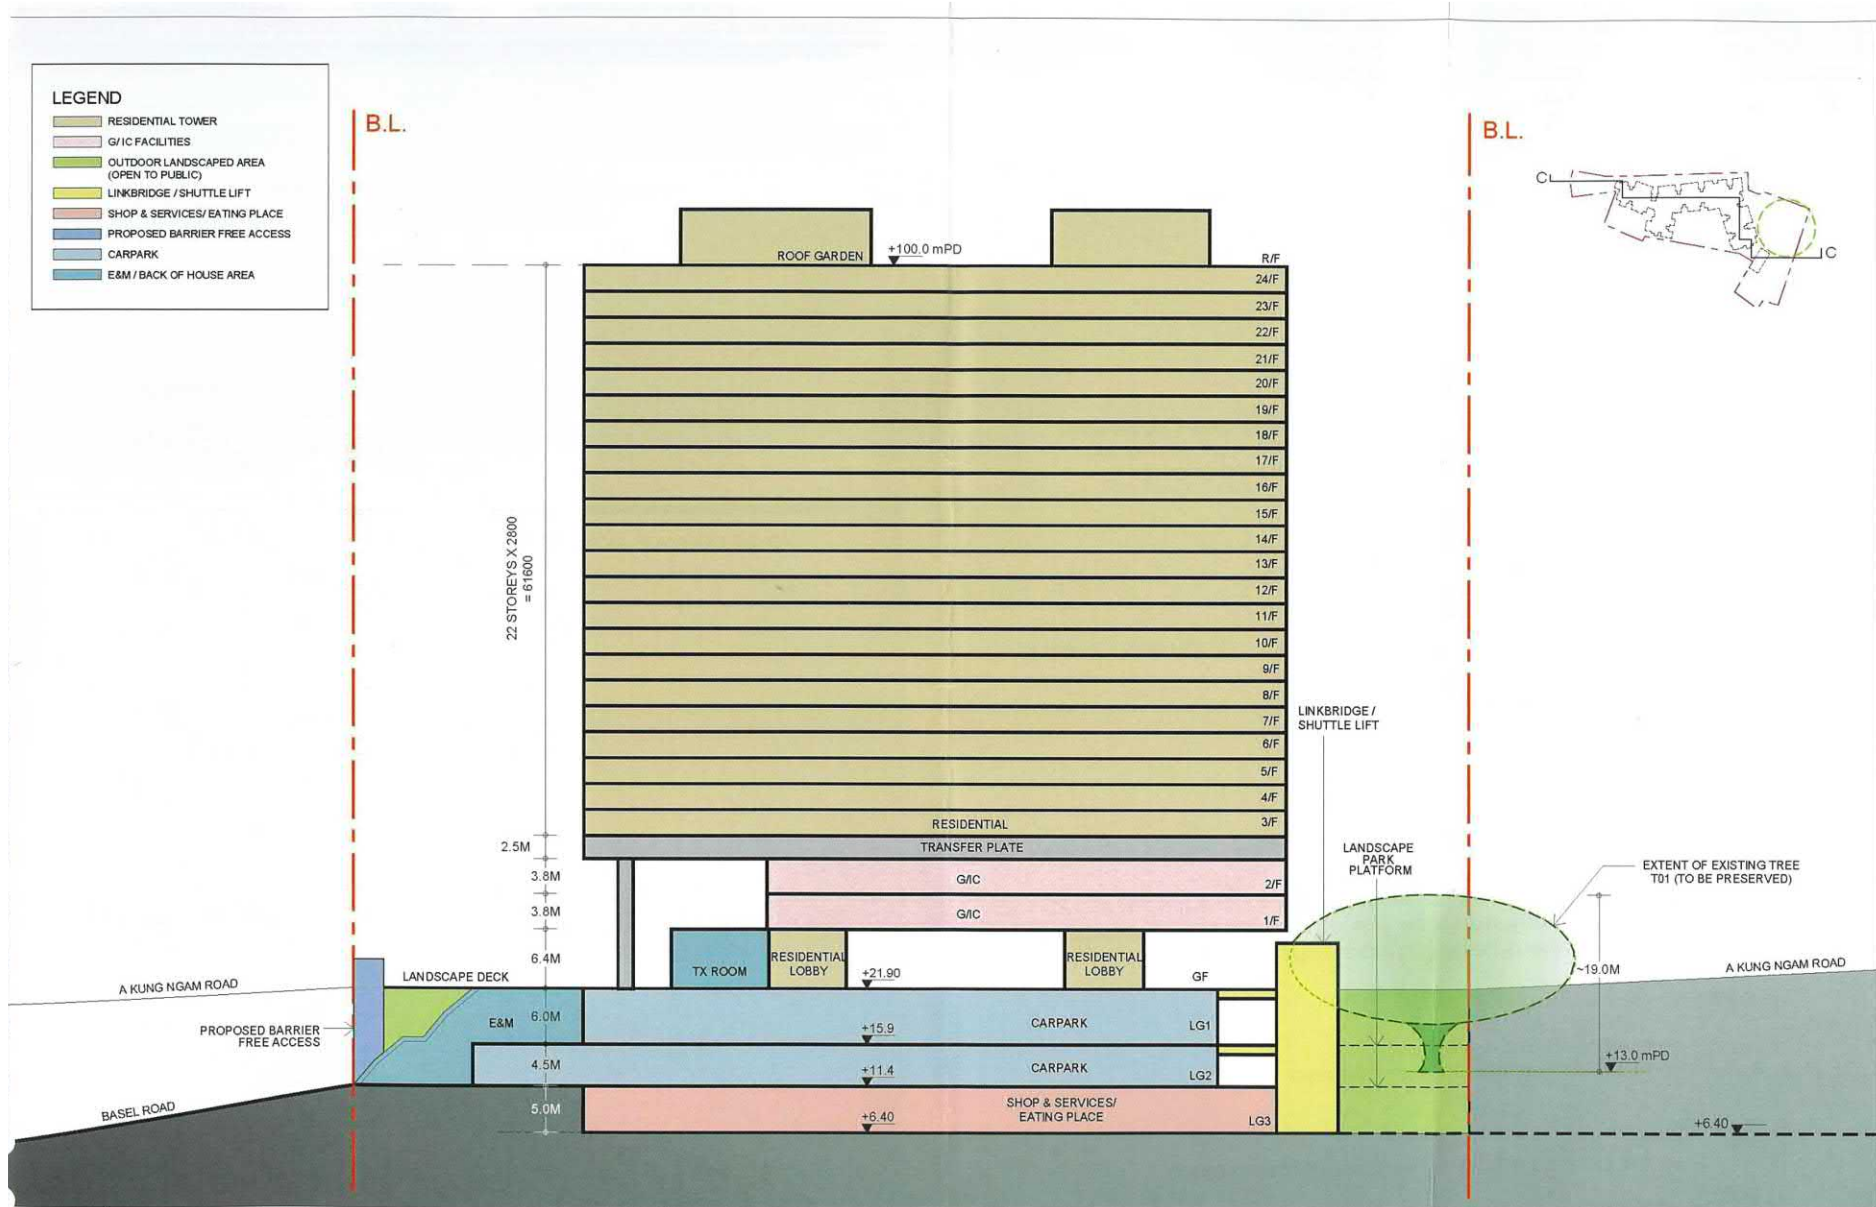 LEGEND
RESIDENTIAL TOWER
G/IC FACILITIES
OUTDOOR LANDSCAPED AREA
(OPEN TO PUBLIC)
LINKBRIDGE / SHUTTLE LIFT
SHOP & SERVICES/ EATING PLACE
PROPOSED BARRIER FREE ACCESS
CARPARK
E&M / BACK OF HOUSE AREA
B.L.
B.L.
C
C
ROOF GARDEN
+100.0 mPD
R/F
24/F
23/F
22/F
21/F
20/F
19/F
18/F
17/F
16/F
15/F
14/F
13/F
12/F
11/F
10/F
9/F
8/F
7/F
6/F
5/F
4/F
RESIDENTIAL
3/F
22 STOREYS X 2800
= 61600
2.5M
TRANSFER PLATE
3.8M
G/IC
2/F
3.8M
G/IC
1/F
6.4M
TX ROOM
RESIDENTIAL
LOBBY
+21.90
RESIDENTIAL
LOBBY
GF
LINKBRIDGE /
SHUTTLE LIFT
LANDSCAPE
PARK
PLATFORM
EXTENT OF EXISTING TREE
T01 (TO BE PRESERVED)
~19.0M
A KUNG NGAM ROAD
+13.0 mPD
+6.40
A KUNG NGAM ROAD
LANDSCAPE DECK
PROPOSED BARRIER
FREE ACCESS
BASEL ROAD
E&M
6.0M
+15.9
CARPARK
LG1
4.5M
+11.4
CARPARK
LG2
5.0M
+6.40
SHOP & SERVICES/
EATING PLACE
LG3